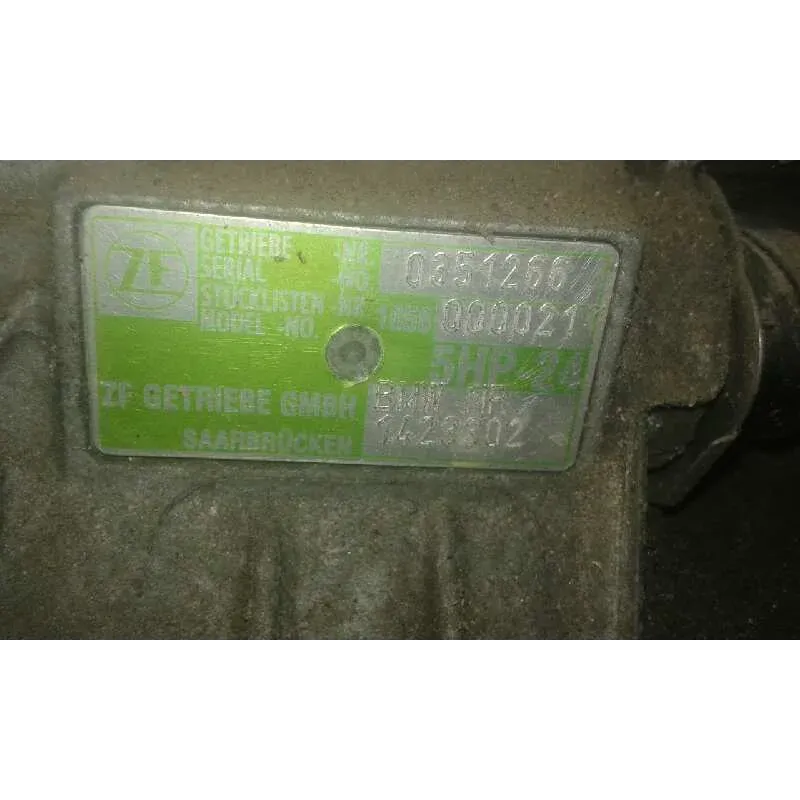 ZF
GETRIEBE NR. 0351266
SERIAL NO.
STÜCKLISTEN NR. 1058 000021
MODEL -NO.
5HP 24
ZF GETRIEBE GMBH BMW NR
SAARBRÜCKEN 1423302